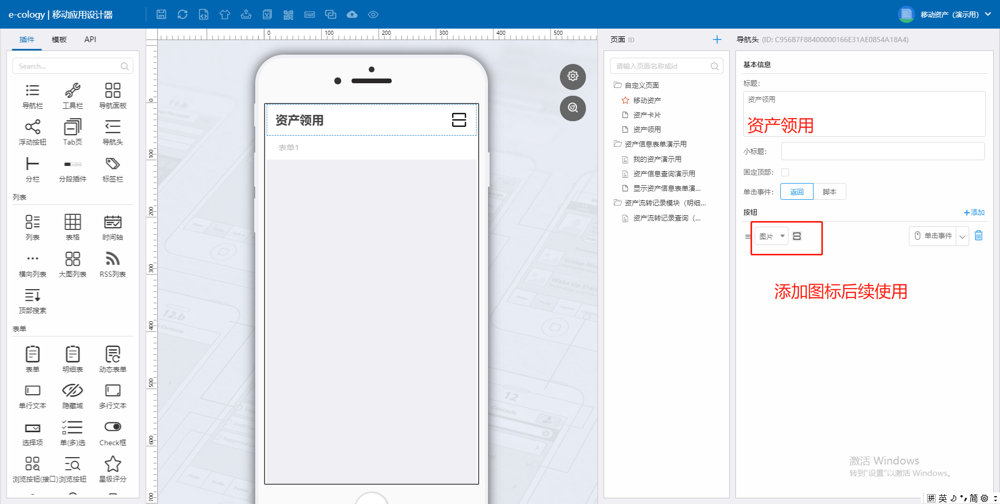 e-cology | 移动应用设计器
移动资产（演示用）
插件 模板 API
Search...
导航栏 工具栏 导航面板
浮动按钮 Tab页 导航头
分栏 分段插件 标签栏
列表
列表 表格 时间轴
横向列表 大图列表 RSS列表
顶部搜索
表单
表单 明细表 动态表单
单行文本 隐藏域 多行文本
选择项 单(多)选 Check框
浏览按钮(接口) 浏览按钮 星级评分
0 100 200 300 400 500
0
100
200
300
400
500
600
700
资产领用
表单1
12.b
12
Contacts
Group Me
Wake Up Star
页面 ID
请输入页面名称或id
自定义页面
移动资产
资产卡片
资产领用
资产信息表单演示用
我的资产演示用
资产信息查询演示用
显示资产信息表单演...
资产流转记录模块（明细...
资产流转记录查询（...
导航头 (ID: C956B7F88400000166E31AE0854A18A4)
基本信息
标题：
资产领用
资产领用
小标题：
固定顶部：
单击事件： 返回 脚本
按钮 +添加
图片 单击事件
添加图标后续使用
激活 Windows
转到"设置"以激活 Windows。
拼 英 简